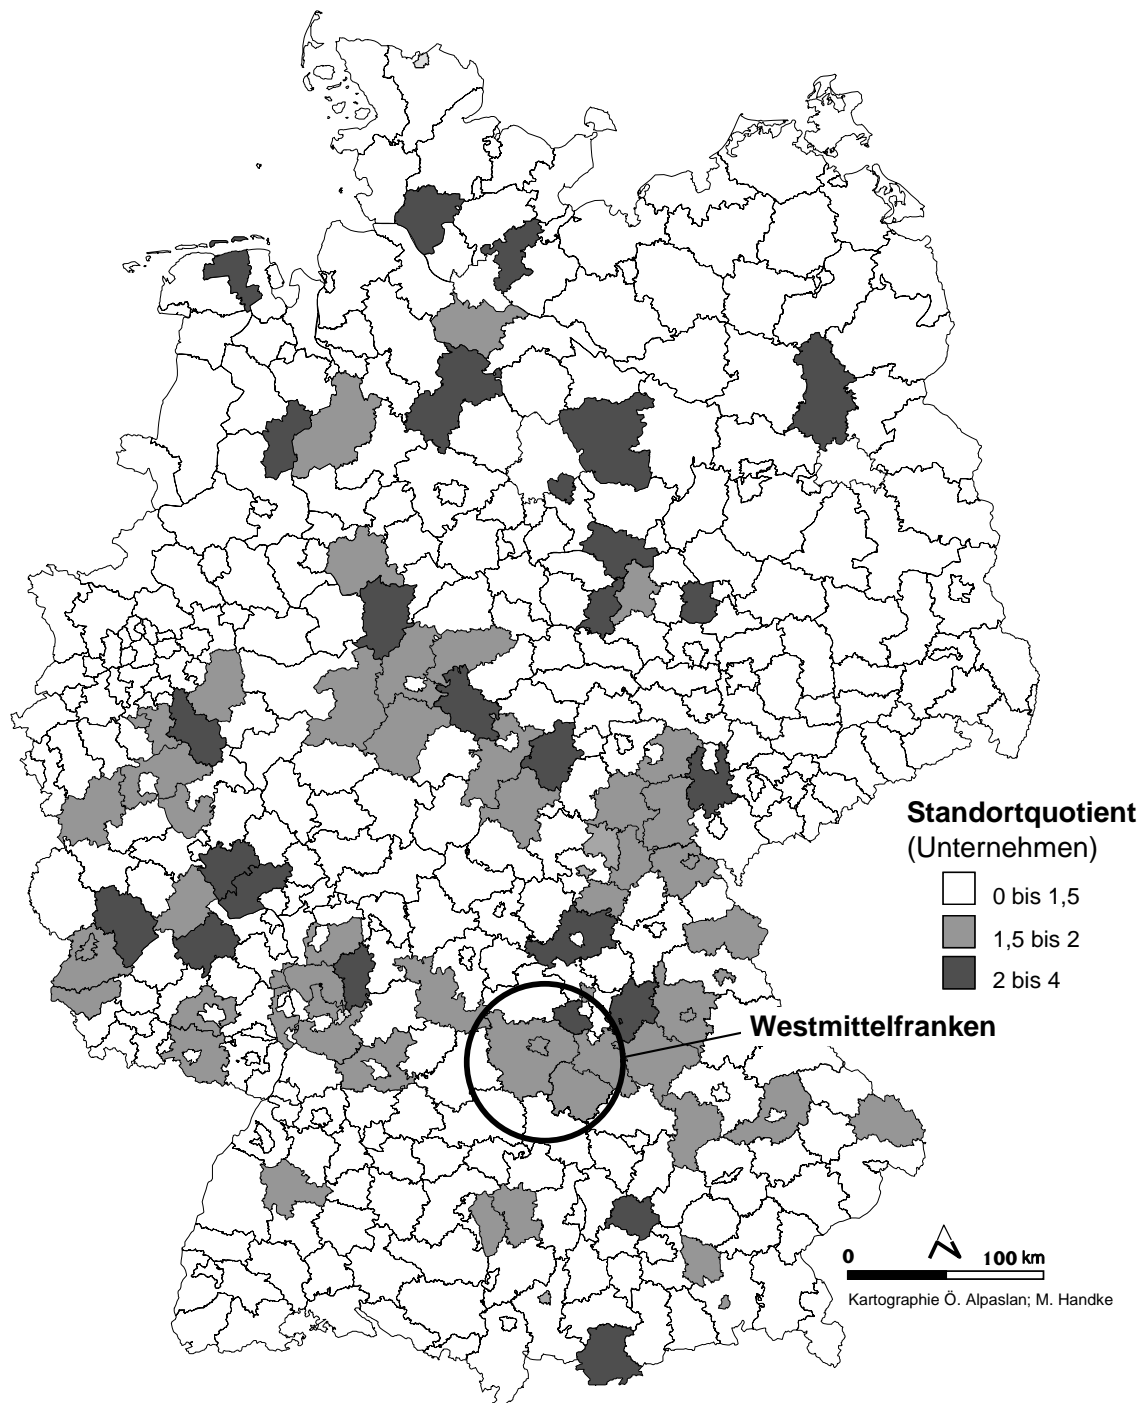 Standortquotient
(Unternehmen)
0 bis 1,5
1,5 bis 2
2 bis 4
Westmittelfranken
0 100 km
Kartographie Ö. Alpaslan; M. Handke